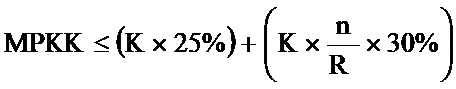 MPKK ≤ (K × 25%) + (K × n/R × 30%)